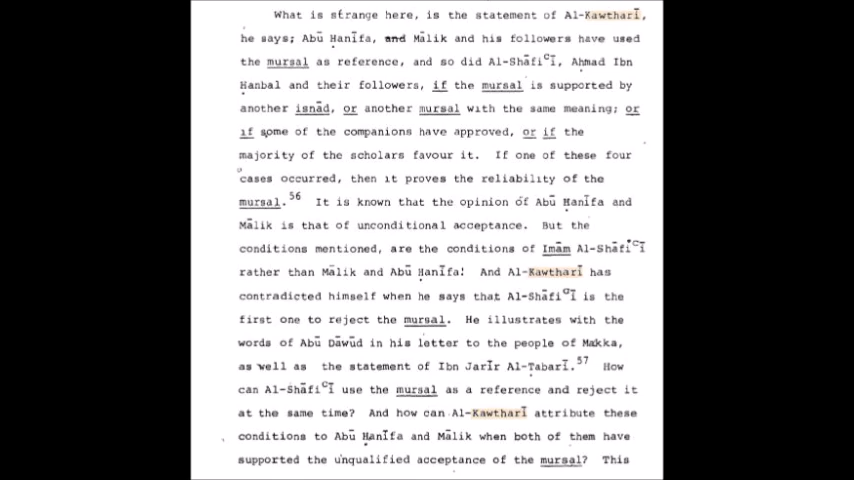 What is strange here, is the statement of Al-Kawtharī,
he says; Abū Ḥanīfa, and Mālik and his followers have used
the mursal as reference, and so did Al-Shāfiᶜī, Aḥmad Ibn
Ḥanbal and their followers, if the mursal is supported by
another isnād, or another mursal with the same meaning; or
if some of the companions have approved, or if the
majority of the scholars favour it. If one of these four
cases occurred, then it proves the reliability of the
mursal.56 It is known that the opinion of Abū Ḥanīfa and
Mālik is that of unconditional acceptance. But the
conditions mentioned, are the conditions of Imām Al-Shāfiᶜī
rather than Mālik and Abū Ḥanīfa! And Al-Kawtharī has
contradicted himself when he says that Al-Shāfiᶜī is the
first one to reject the mursal. He illustrates with the
words of Abū Dāwūd in his letter to the people of Makka,
as well as the statement of Ibn Jarīr Al-Ṭabarī.57 How
can Al-Shāfiᶜī use the mursal as a reference and reject it
at the same time? And how can Al-Kawtharī attribute these
conditions to Abū Ḥanīfa and Mālik when both of them have
supported the unqualified acceptance of the mursal? This